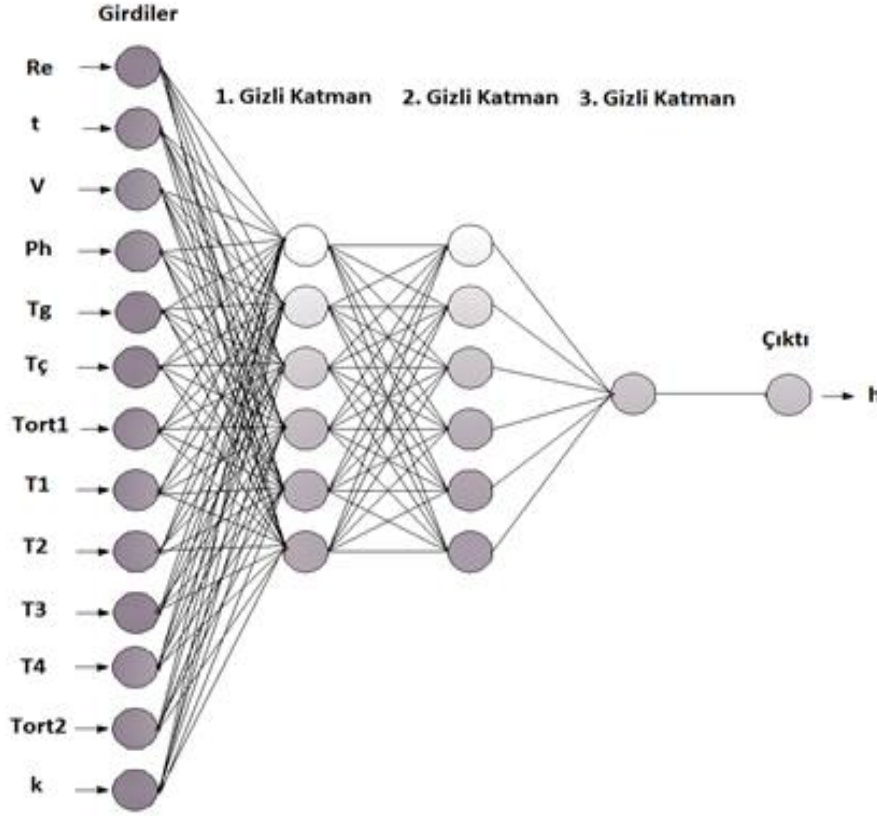 Girdiler
Re
1. Gizli Katman 2. Gizli Katman 3. Gizli Katman
t
V
Ph
Tg
Çıktı
Tç
h
Tort1
T1
T2
T3
T4
Tort2
k